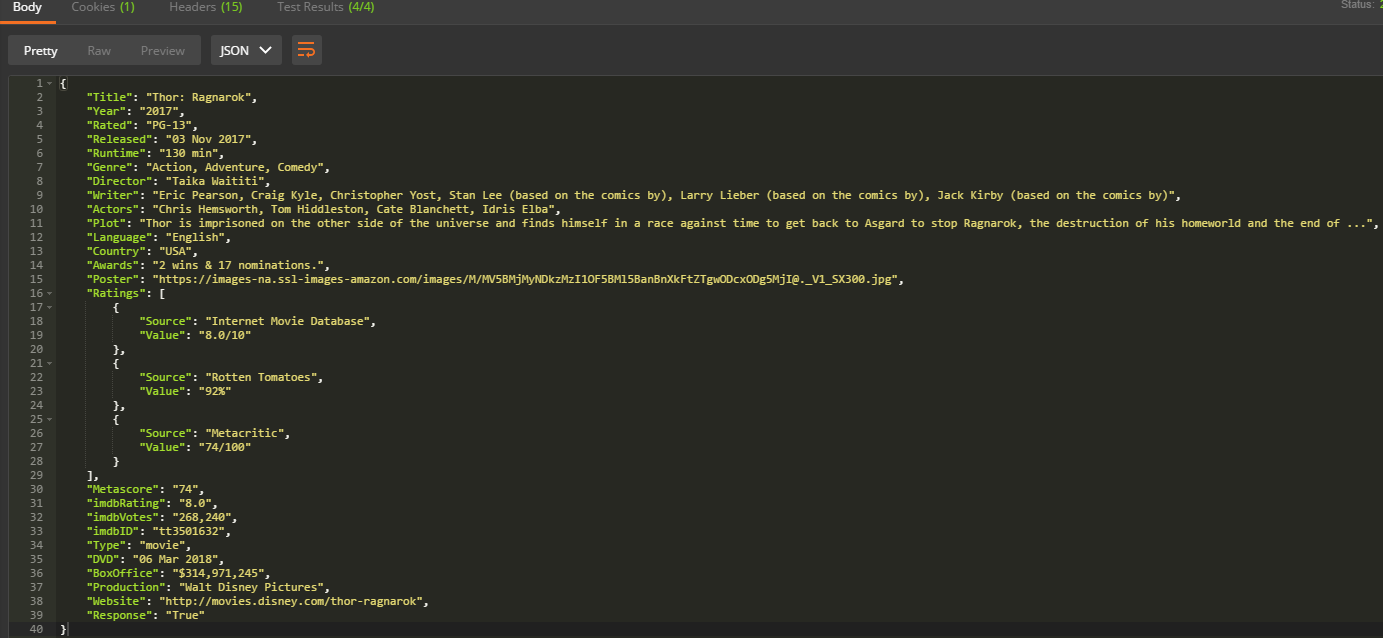 Body Cookies (1) Headers (15) Test Results (4/4) Status:
Pretty Raw Preview JSON
1 {
2 "Title": "Thor: Ragnarok",
3 "Year": "2017",
4 "Rated": "PG-13",
5 "Released": "03 Nov 2017",
6 "Runtime": "130 min",
7 "Genre": "Action, Adventure, Comedy",
8 "Director": "Taika Waititi",
9 "Writer": "Eric Pearson, Craig Kyle, Christopher Yost, Stan Lee (based on the comics by), Larry Lieber (based on the comics by), Jack Kirby (based on the comics by)",
10 "Actors": "Chris Hemsworth, Tom Hiddleston, Cate Blanchett, Idris Elba",
11 "Plot": "Thor is imprisoned on the other side of the universe and finds himself in a race against time to get back to Asgard to stop Ragnarok, the destruction of his homeworld and the end of ...",
12 "Language": "English",
13 "Country": "USA",
14 "Awards": "2 wins & 17 nominations.",
15 "Poster": "https://images-na.ssl-images-amazon.com/images/M/MV5BMjMyNDkzMzI1OF5BMl5BanBnXkFtZTgwODcxODg5MjI@._V1_SX300.jpg",
16 "Ratings": [
17 {
18 "Source": "Internet Movie Database",
19 "Value": "8.0/10"
20 },
21 {
22 "Source": "Rotten Tomatoes",
23 "Value": "92%"
24 },
25 {
26 "Source": "Metacritic",
27 "Value": "74/100"
28 }
29 ],
30 "Metascore": "74",
31 "imdbRating": "8.0",
32 "imdbVotes": "268,240",
33 "imdbID": "tt3501632",
34 "Type": "movie",
35 "DVD": "06 Mar 2018",
36 "BoxOffice": "$314,971,245",
37 "Production": "Walt Disney Pictures",
38 "Website": "http://movies.disney.com/thor-ragnarok",
39 "Response": "True"
40 }